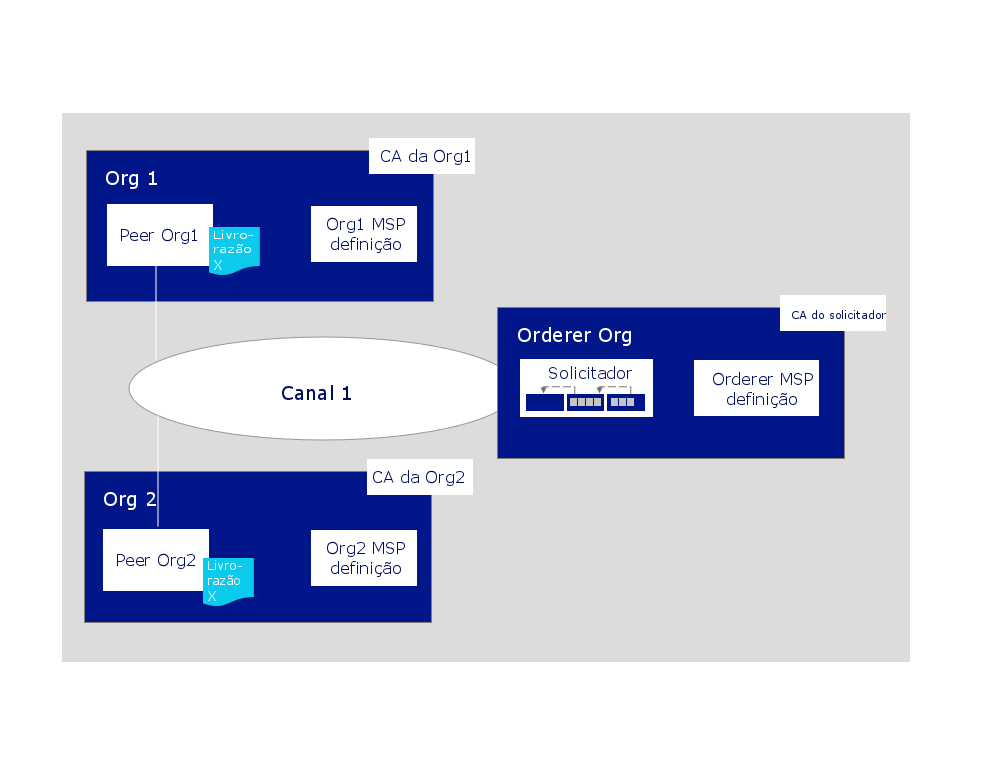 CA da Org1
Org 1
Peer Org1
Livro-
razão
X
Org1 MSP
definição
CA do solicitador
Orderer Org
Solicitador
Orderer MSP
definição
Canal 1
CA da Org2
Org 2
Peer Org2
Livro-
razão
X
Org2 MSP
definição